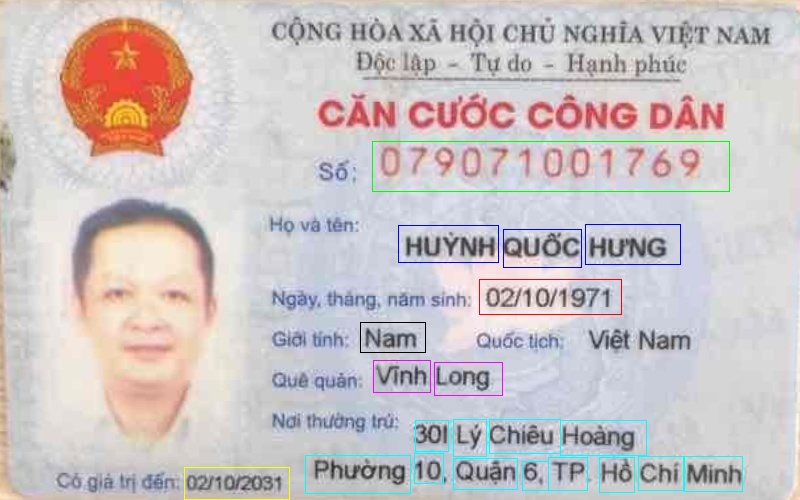 CỘNG HÒA XÃ HỘI CHỦ NGHĨA VIỆT NAM
Độc lập - Tự do - Hạnh phúc
CĂN CƯỚC CÔNG DÂN
Số: 079071001769
Họ và tên:
HUỲNH QUỐC HƯNG
Ngày, tháng, năm sinh: 02/10/1971
Giới tính: Nam Quốc tịch: Việt Nam
Quê quán: Vĩnh Long
Nơi thường trú:
30I Lý Chiêu Hoàng
Có giá trị đến: 02/10/2031 Phường 10, Quận 6, TP. Hồ Chí Minh